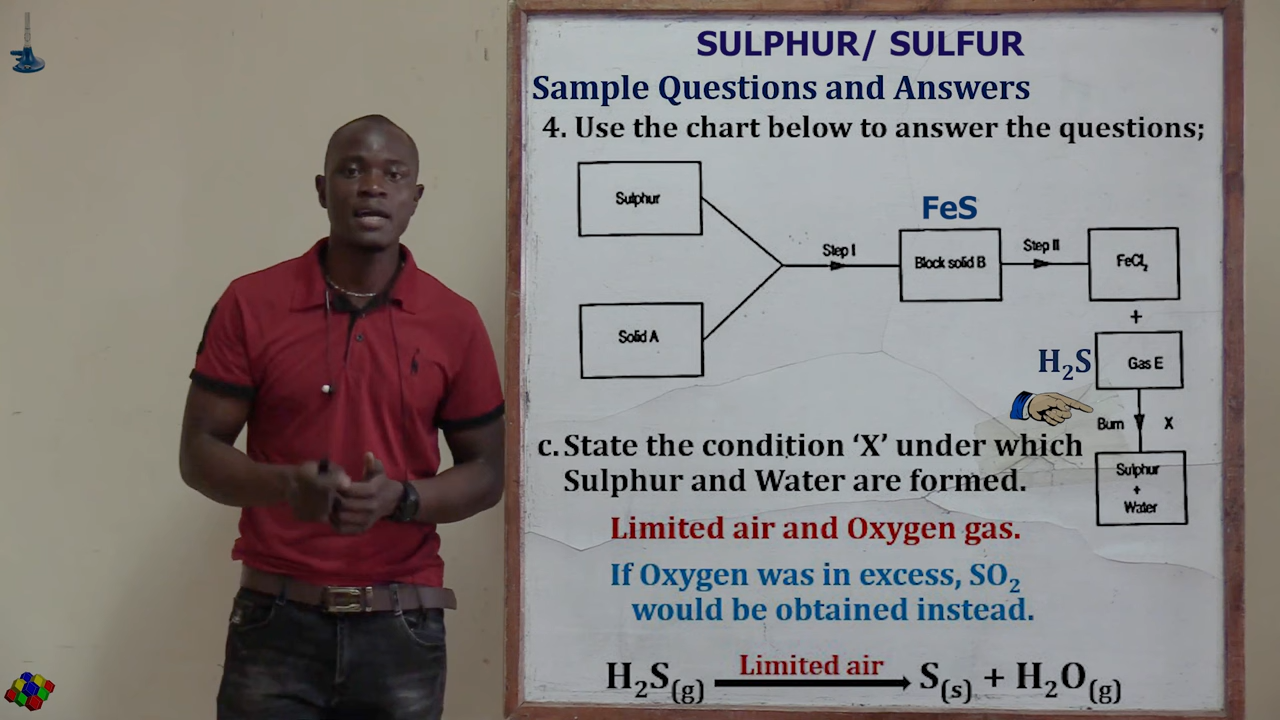 SULPHUR/ SULFUR
Sample Questions and Answers
4. Use the chart below to answer the questions;
Sulphur
FeS
Step I
Block solid B
Step II
FeCl₂
+
Solid A
H₂S
Gas E
Burn
X
c. State the condition ‘X’ under which
Sulphur and Water are formed.
Sulphur
+
Water
Limited air and Oxygen gas.
If Oxygen was in excess, SO₂
would be obtained instead.
Limited air
H₂S(g) → S(s) + H₂O(g)